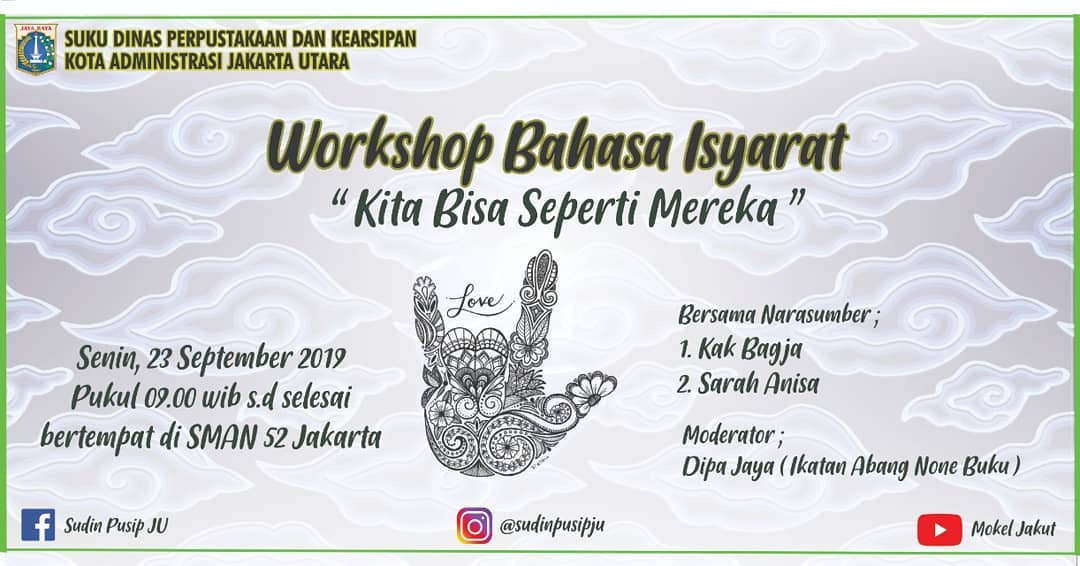 JAYA RAYA
SUKU DINAS PERPUSTAKAAN DAN KEARSIPAN
KOTA ADMINISTRASI JAKARTA UTARA
Workshop Bahasa Isyarat
" Kita Bisa Seperti Mereka "
Love
Senin, 23 September 2019
Pukul 09.00 wib s.d selesai
bertempat di SMAN 52 Jakarta
Bersama Narasumber ;
1. Kak Bagja
2. Sarah Anisa
Moderator ;
Dipa Jaya ( Ikatan Abang None Buku )
Sudin Pusip JU
@sudinpusipju
Mokel Jakut